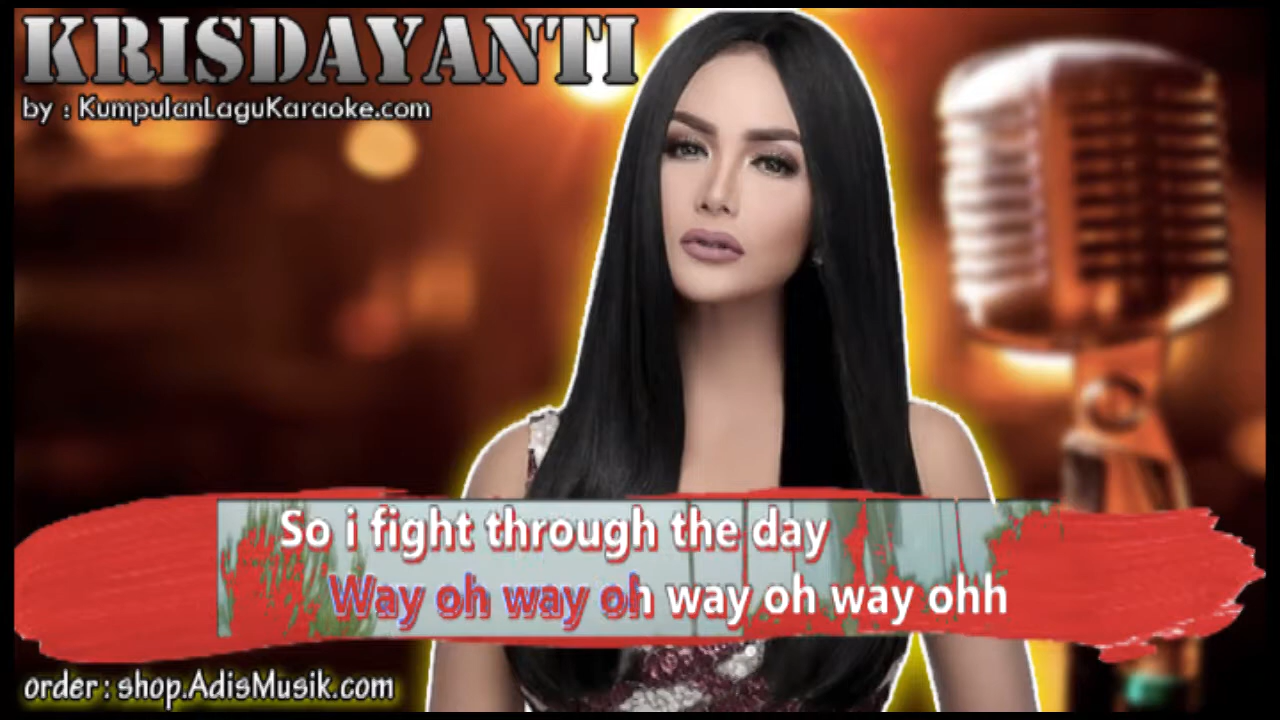 KRISDAYANTI
by : KumpulanLaguKaraoke.com
So i fight through the day
Way oh way oh way oh way ohh
order : shop.AdisMusik.com